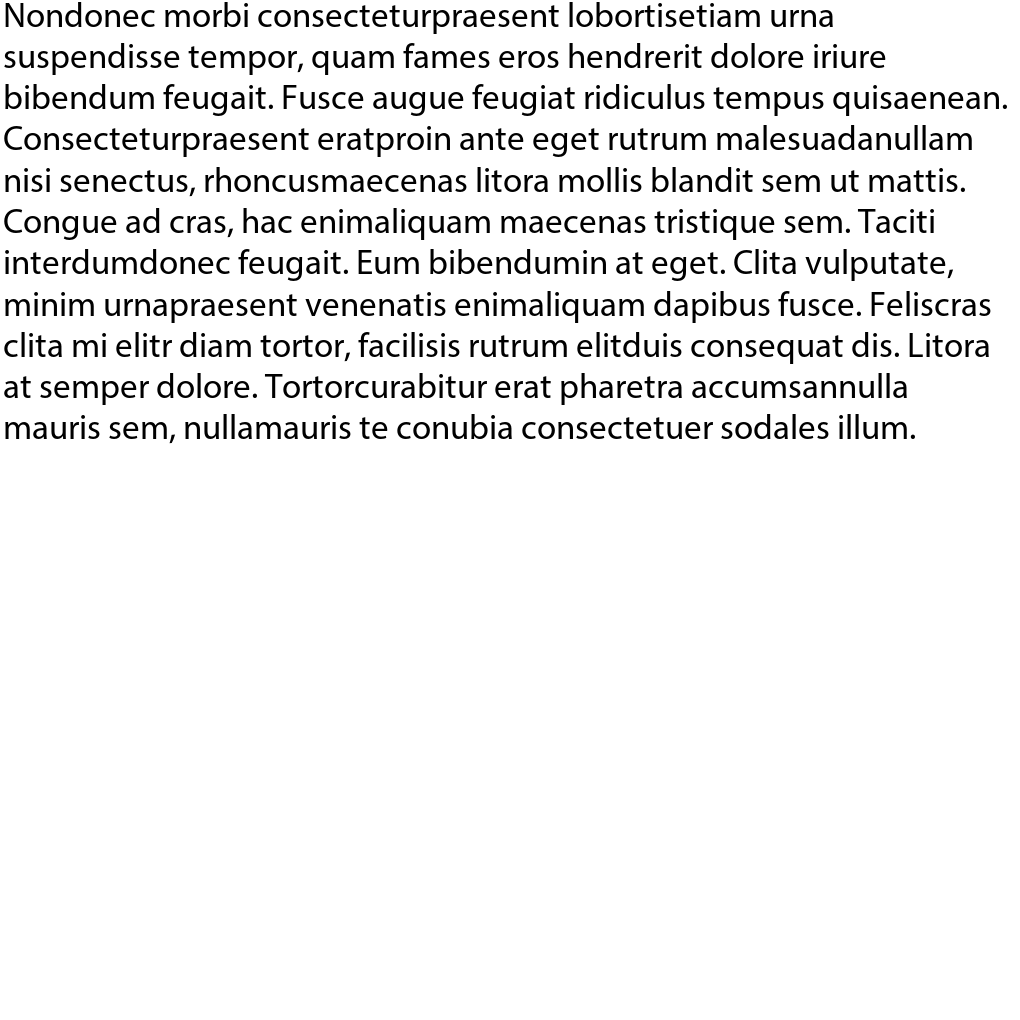 Nondonec morbi consecteturpraesent lobortisetiam urna
suspendisse tempor, quam fames eros hendrerit dolore iriure
bibendum feugait. Fusce augue feugiat ridiculus tempus quisaenean.
Consecteturpraesent eratproin ante eget rutrum malesuadanullam
nisi senectus, rhoncusmaecenas litora mollis blandit sem ut mattis.
Congue ad cras, hac enimaliquam maecenas tristique sem. Taciti
interdumdonec feugait. Eum bibendumin at eget. Clita vulputate,
minim urnapraesent venenatis enimaliquam dapibus fusce. Feliscras
clita mi elitr diam tortor, facilisis rutrum elitduis consequat dis. Litora
at semper dolore. Tortorcurabitur erat pharetra accumsannulla
mauris sem, nullamauris te conubia consectetuer sodales illum.